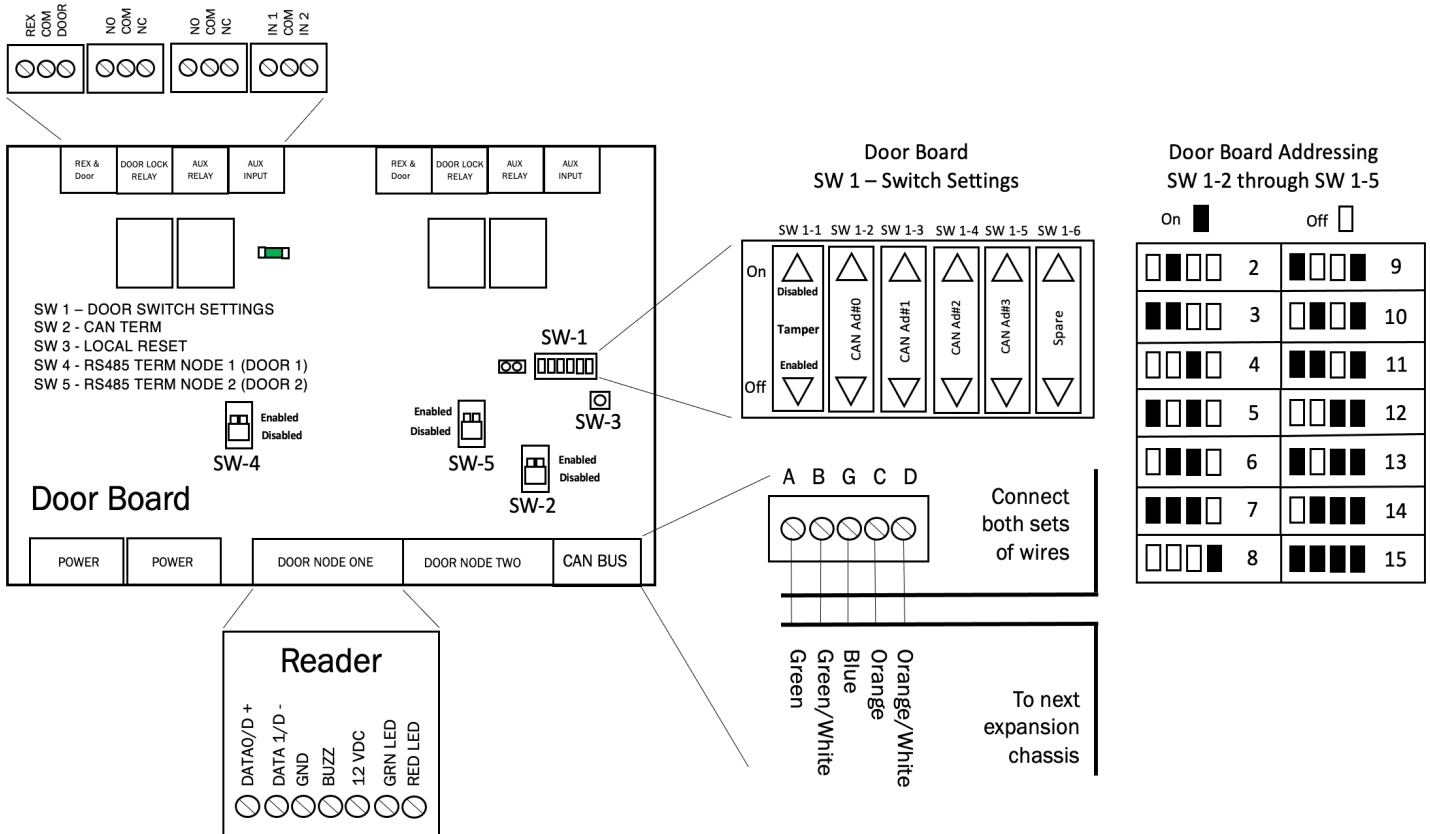 REX
COM
DOOR
NO
COM
NC
NO
COM
NC
IN 1
COM
IN 2
REX &
Door
DOOR LOCK
RELAY
AUX
RELAY
AUX
INPUT
REX &
Door
DOOR LOCK
RELAY
AUX
RELAY
AUX
INPUT
SW 1 – DOOR SWITCH SETTINGS
SW 2 - CAN TERM
SW 3 - LOCAL RESET
SW 4 - RS485 TERM NODE 1 (DOOR 1)
SW 5 - RS485 TERM NODE 2 (DOOR 2)
SW-1
SW-3
Enabled
Disabled
SW-4
Enabled
Disabled
SW-5
Enabled
Disabled
SW-2
Door Board
POWER
POWER
DOOR NODE ONE
DOOR NODE TWO
CAN BUS
Reader
DATA0/D +
DATA 1/D -
GND
BUZZ
12 VDC
GRN LED
RED LED
Door Board
SW 1 – Switch Settings
SW 1-1 SW 1-2 SW 1-3 SW 1-4 SW 1-5 SW 1-6
On
Off
Disabled
Tamper
Enabled
CAN Ad#0
CAN Ad#1
CAN Ad#2
CAN Ad#3
Spare
A B G C D
Connect
both sets
of wires
Green
Green/White
Blue
Orange
Orange/White
To next
expansion
chassis
Door Board Addressing
SW 1-2 through SW 1-5
On Off
2 9
3 10
4 11
5 12
6 13
7 14
8 15